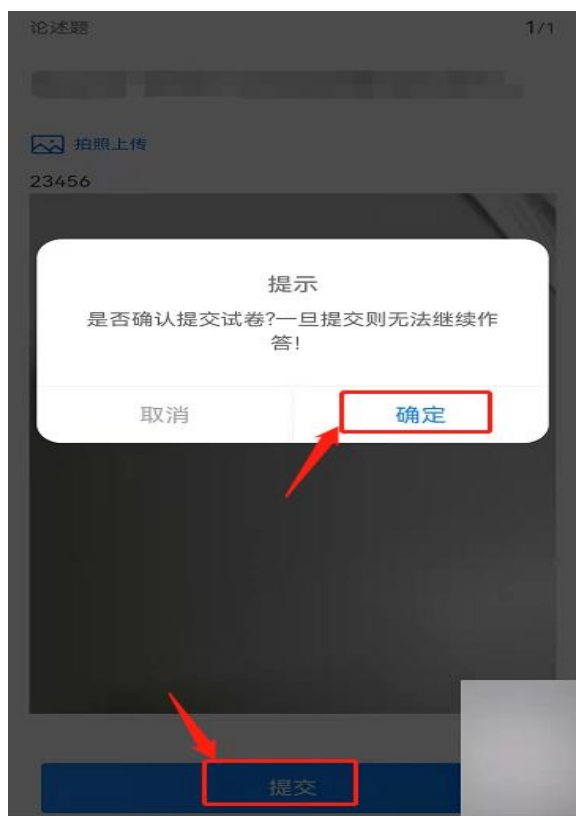 论述题 1/1
拍照上传
23456
提示
是否确认提交试卷?一旦提交则无法继续作
答!
取消 确定
提交